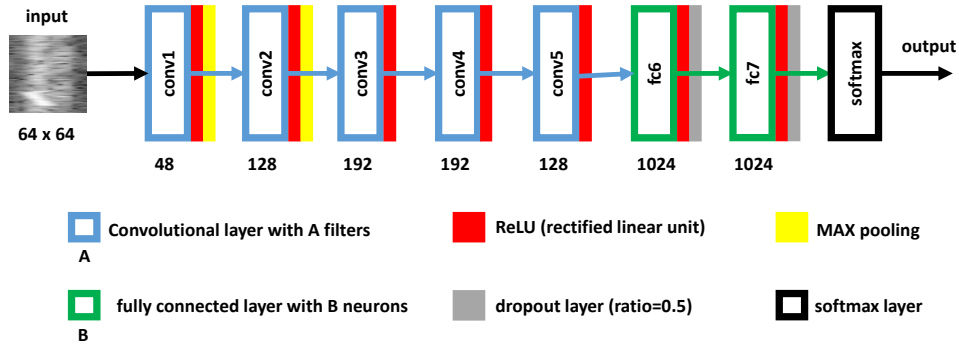 input
64 x 64
conv1
conv2
conv3
conv4
conv5
fc6
fc7
softmax
output
48
128
192
192
128
1024
1024
Convolutional layer with A filters
A
ReLU (rectified linear unit)
MAX pooling
fully connected layer with B neurons
B
dropout layer (ratio=0.5)
softmax layer